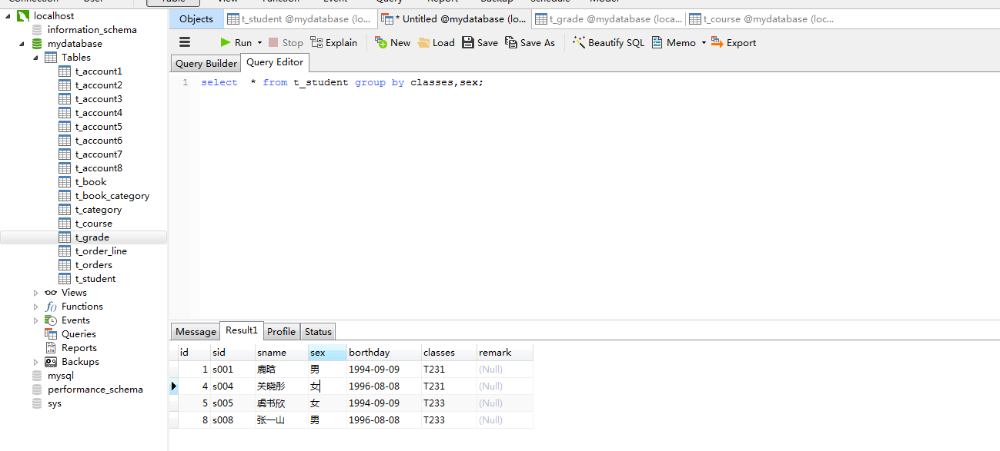 Connection User Table View Function Event Query Report Backup Schedule Model
localhost
information_schema
mydatabase
Tables
t_account1
t_account2
t_account3
t_account4
t_account5
t_account6
t_account7
t_account8
t_book
t_book_category
t_category
t_course
t_grade
t_order_line
t_orders
t_student
Views
Functions
Events
Queries
Reports
Backups
mysql
performance_schema
sys
Objects t_student @mydatabase (lo... * Untitled @mydatabase (lo... t_grade @mydatabase (loca... t_course @mydatabase (loc...
Run Stop Explain New Load Save Save As Beautify SQL Memo Export
Query Builder Query Editor
1 select * from t_student group by classes,sex;
Message Result1 Profile Status
id sid sname sex borthday classes remark
1 s001 鹿晗 男 1994-09-09 T231 (Null)
4 s004 关晓彤 女 1996-08-08 T231 (Null)
5 s005 虞书欣 女 1994-09-09 T233 (Null)
8 s008 张一山 男 1996-08-08 T233 (Null)